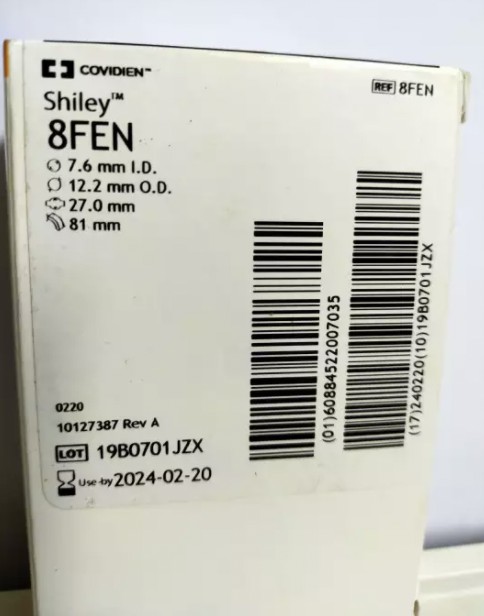 COVIDIEN™
REF 8FEN
Shiley™
8FEN
7.6 mm I.D.
12.2 mm O.D.
27.0 mm
81 mm
(01)60884522007035
(17)240220(10)19B0701JZX
0220
10127387 Rev A
LOT 19B0701JZX
Use-by 2024-02-20